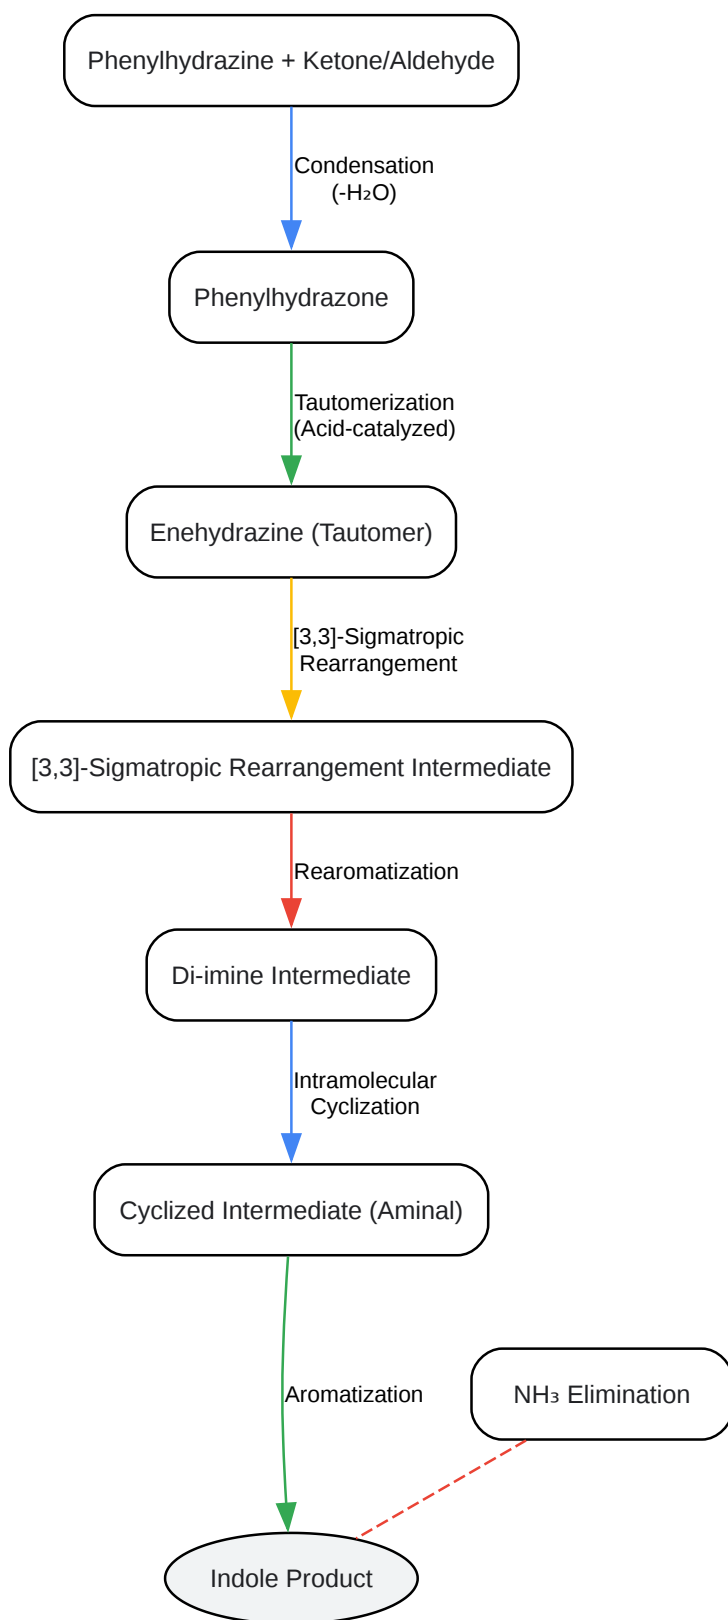 Phenylhydrazine + Ketone/Aldehyde
Condensation
(-H₂O)
Phenylhydrazone
Tautomerization
(Acid-catalyzed)
Enehydrazine (Tautomer)
[3,3]-Sigmatropic
Rearrangement
[3,3]-Sigmatropic Rearrangement Intermediate
Rearomatization
Di-imine Intermediate
Intramolecular
Cyclization
Cyclized Intermediate (Aminal)
Aromatization
NH₃ Elimination
Indole Product